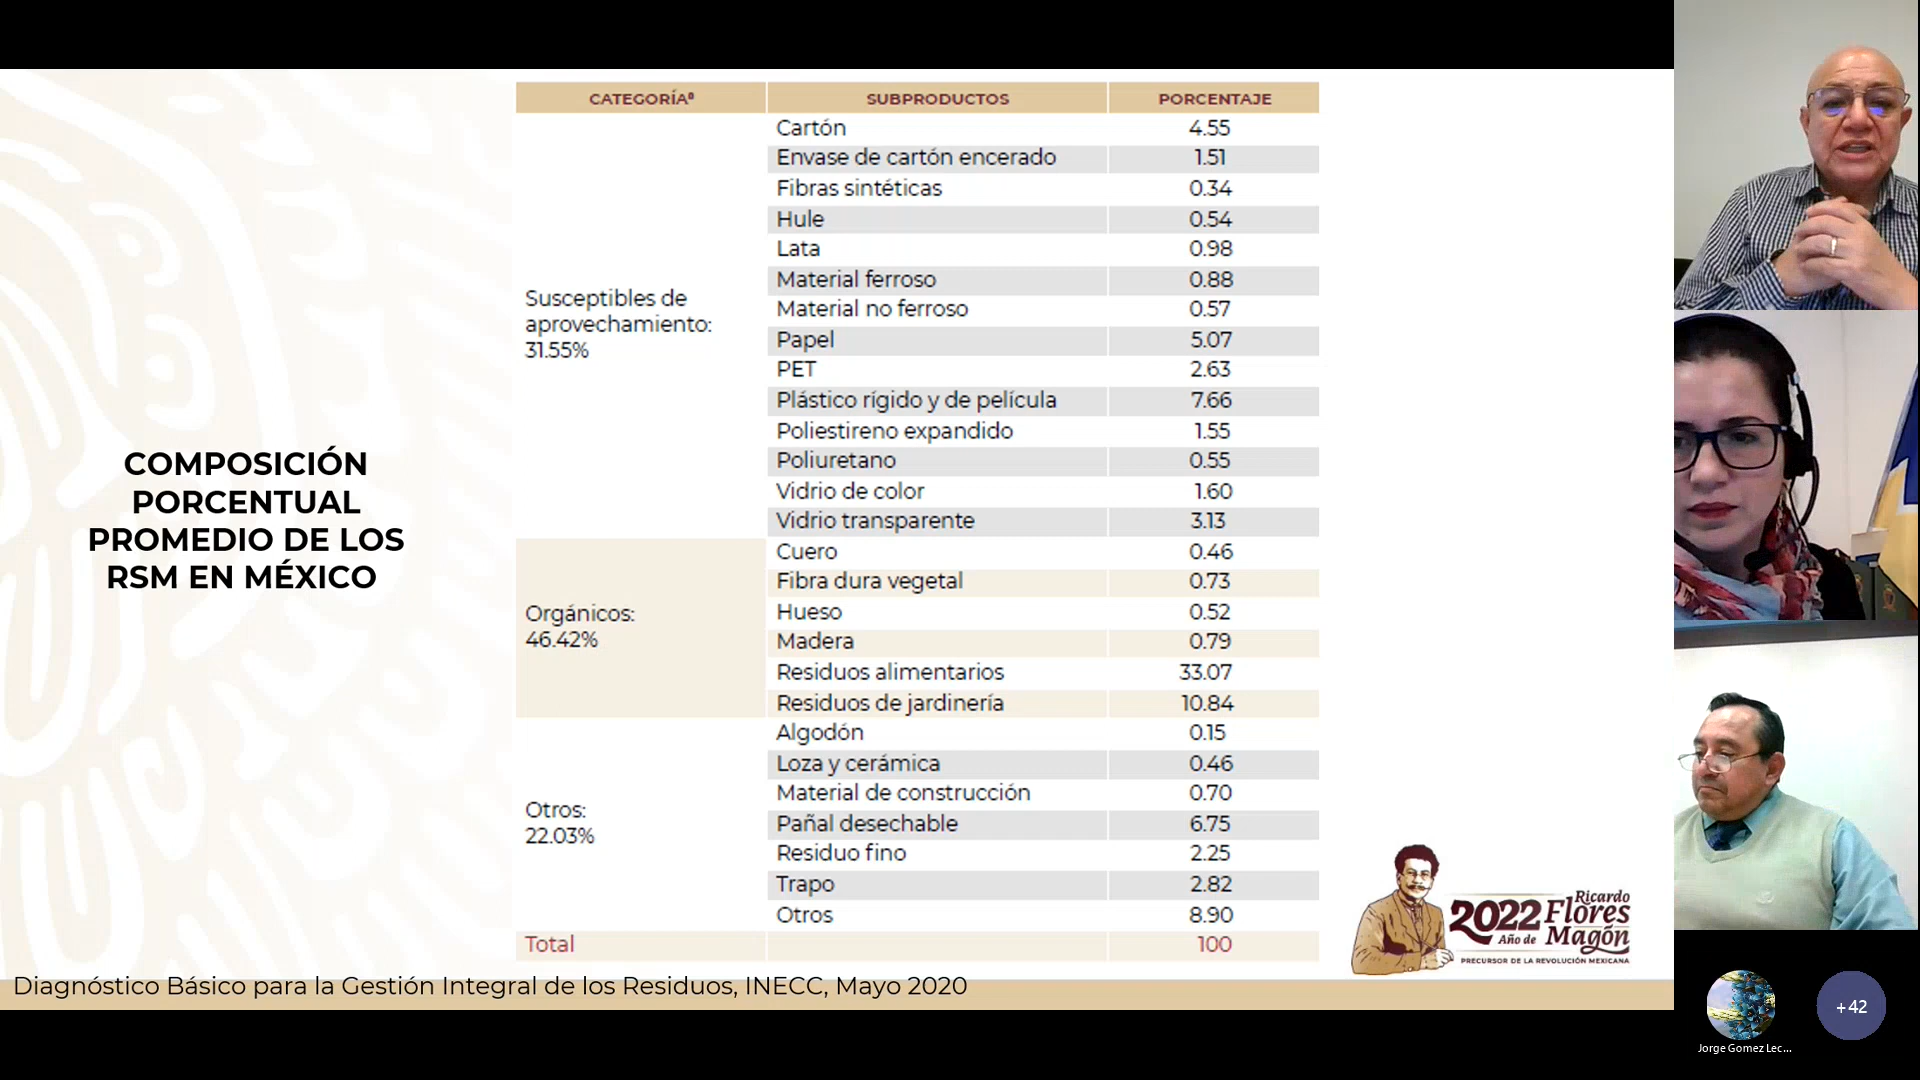 COMPOSICIÓN
PORCENTUAL
PROMEDIO DE LOS
RSM EN MÉXICO
CATEGORÍA⁸ SUBPRODUCTOS PORCENTAJE
Susceptibles de
aprovechamiento:
31.55%
Cartón 4.55
Envase de cartón encerado 1.51
Fibras sintéticas 0.34
Hule 0.54
Lata 0.98
Material ferroso 0.88
Material no ferroso 0.57
Papel 5.07
PET 2.63
Plástico rígido y de película 7.66
Poliestireno expandido 1.55
Poliuretano 0.55
Vidrio de color 1.60
Vidrio transparente 3.13
Orgánicos:
46.42%
Cuero 0.46
Fibra dura vegetal 0.73
Hueso 0.52
Madera 0.79
Residuos alimentarios 33.07
Residuos de jardinería 10.84
Otros:
22.03%
Algodón 0.15
Loza y cerámica 0.46
Material de construcción 0.70
Pañal desechable 6.75
Residuo fino 2.25
Trapo 2.82
Otros 8.90
Total 100
2022 Ricardo
Año de Flores
Magón
PRECURSOR DE LA REVOLUCIÓN MEXICANA
Diagnóstico Básico para la Gestión Integral de los Residuos, INECC, Mayo 2020
+42
Jorge Gomez Lec...